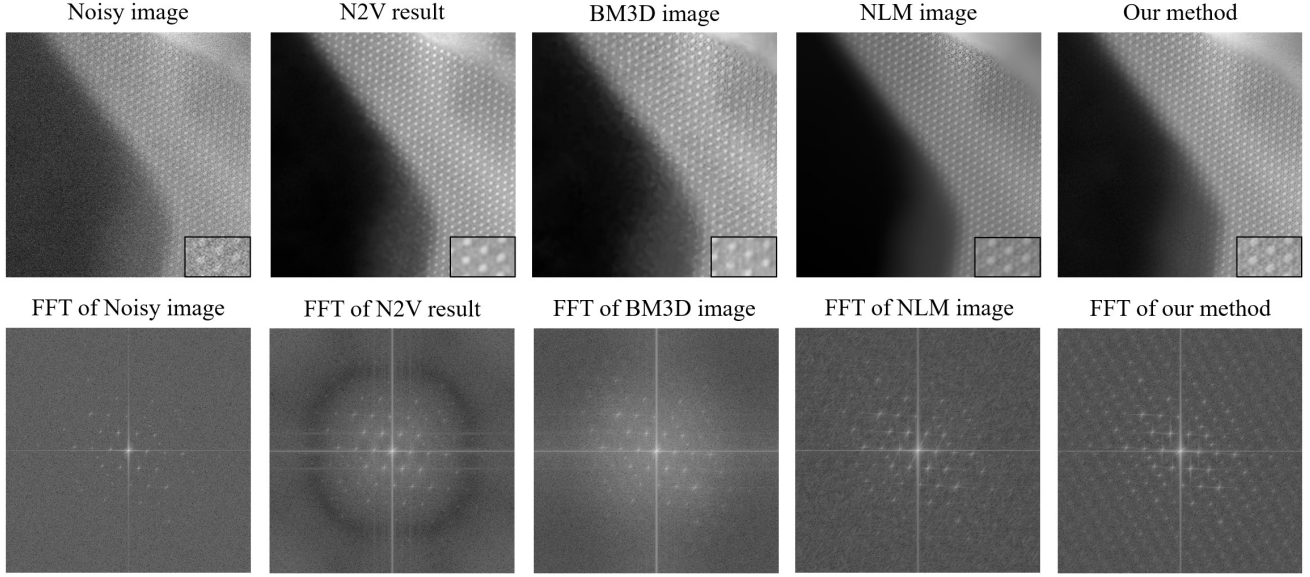 Noisy image
N2V result
BM3D image
NLM image
Our method
FFT of Noisy image
FFT of N2V result
FFT of BM3D image
FFT of NLM image
FFT of our method